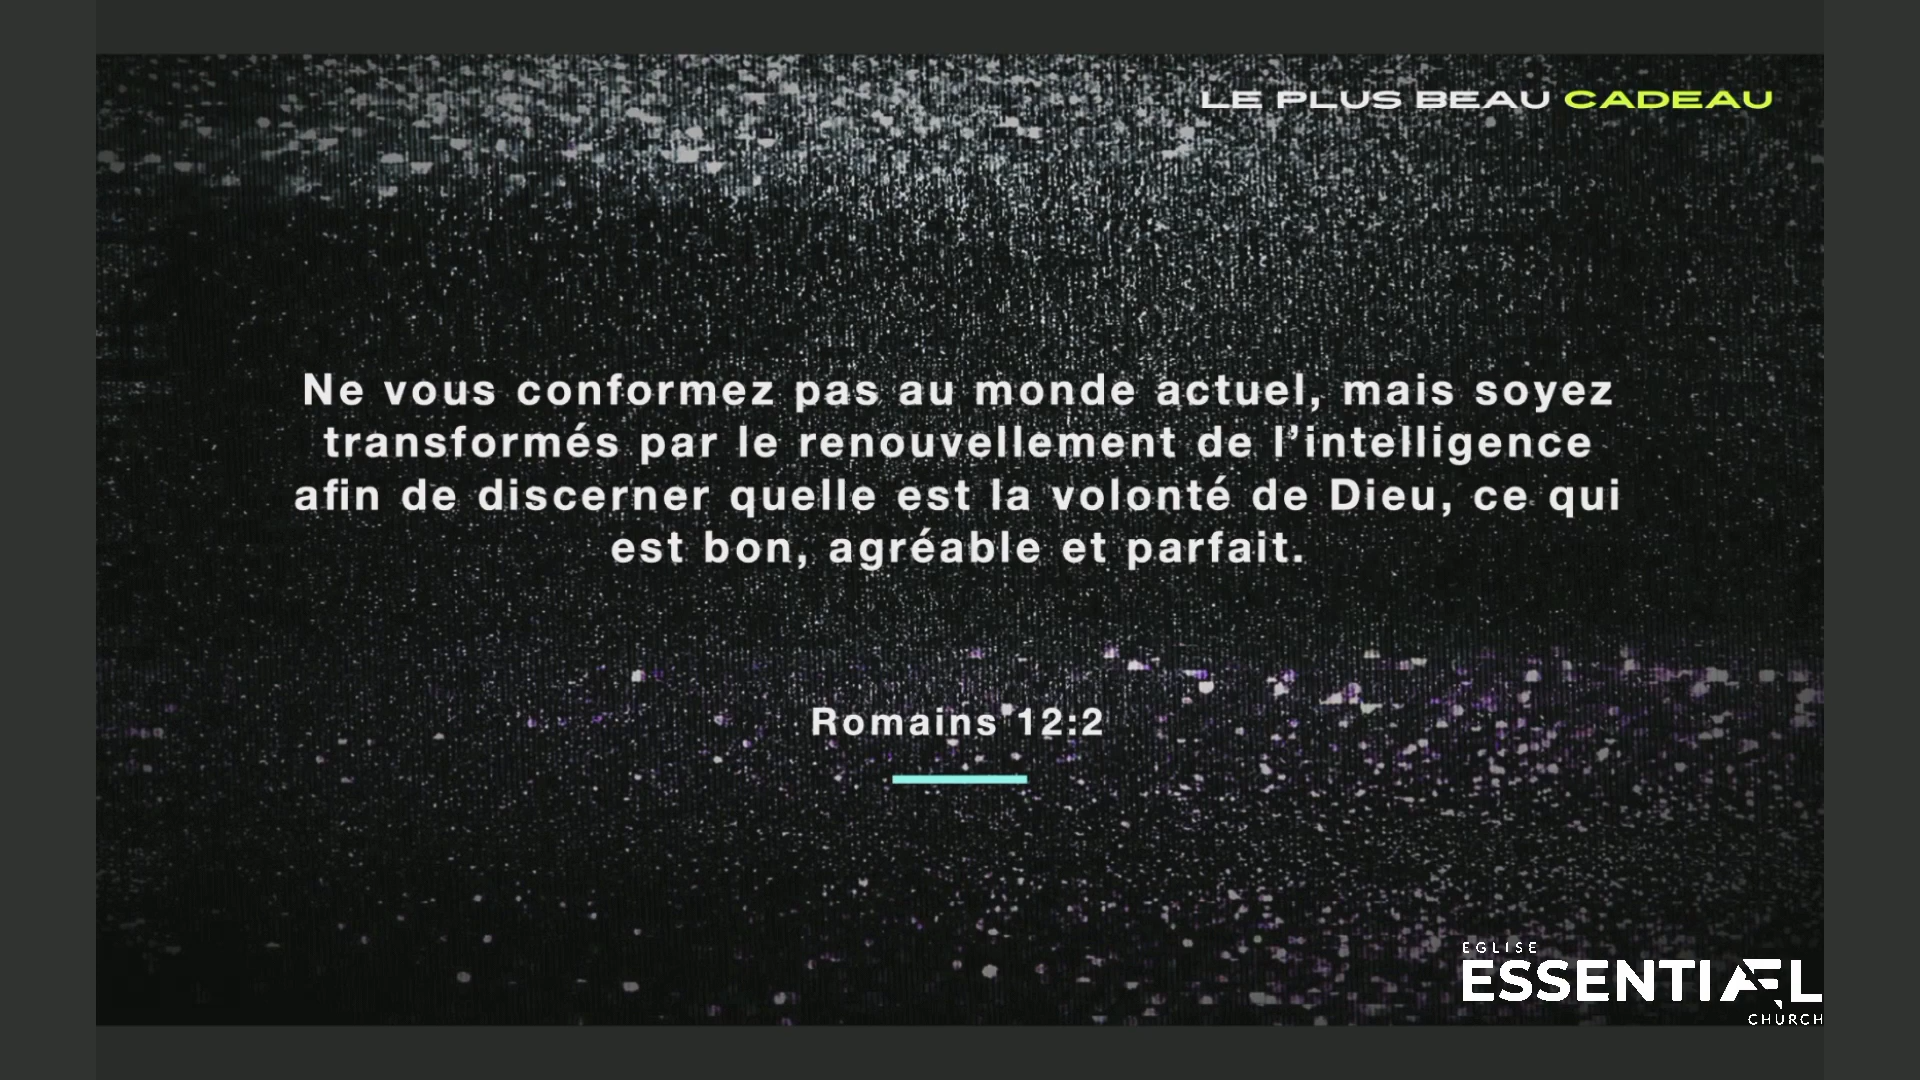 LE PLUS BEAU CADEAU
Ne vous conformez pas au monde actuel, mais soyez
transformés par le renouvellement de l’intelligence
afin de discerner quelle est la volonté de Dieu, ce qui
est bon, agréable et parfait.
Romains 12:2
EGLISE
ESSENTIAEL
CHURCH